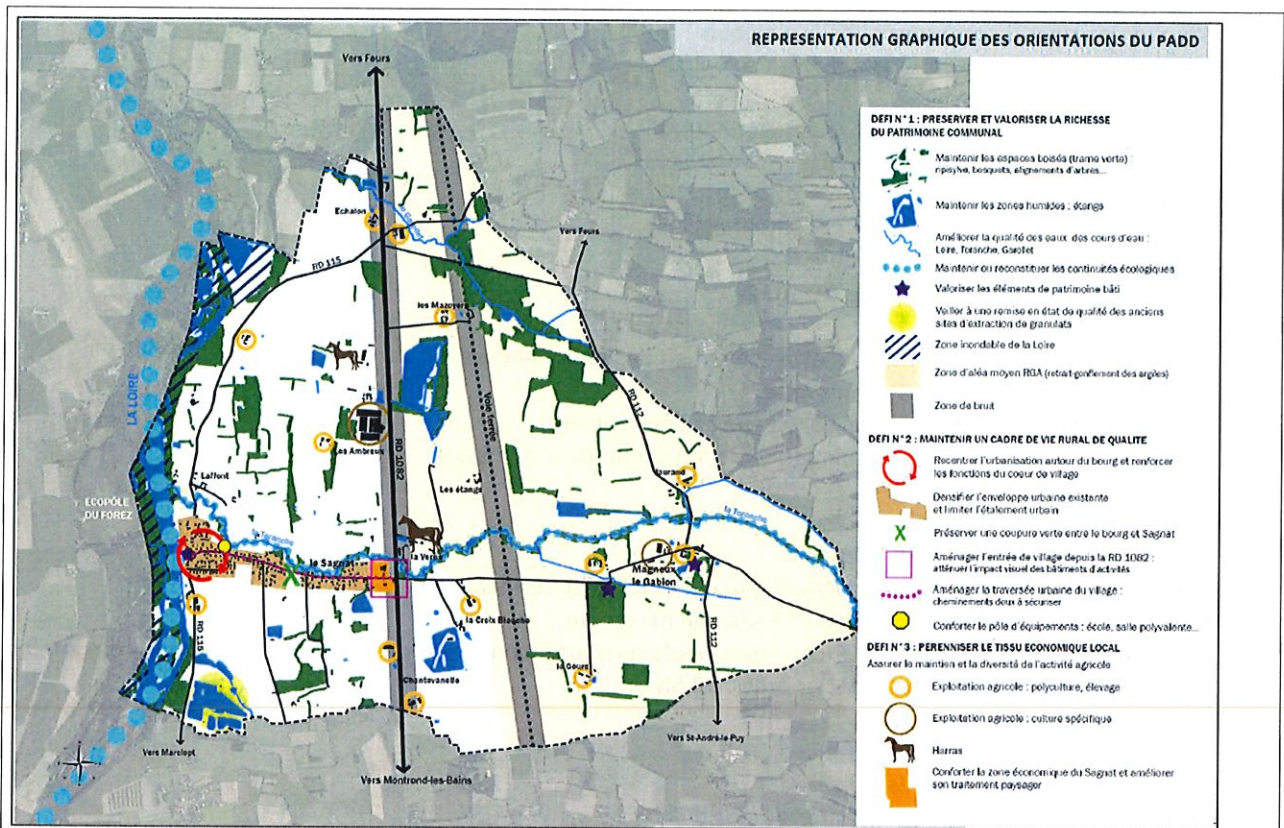 REPRESENTATION GRAPHIQUE DES ORIENTATIONS DU PADD
Vers Feurs
Echalon
RD 115
Vers Feurs
les Mazoyers
LA LOIRE
RD 1082
Voie ferrée
RD 112
Les Ambreux
Laffont
Les étangs
ECOPÔLE
DU FOREZ
la Toranche
la Toranche
le Sagnat
Magneux
le Gabion
la Croix Blanche
RD 115
RD 112
Chantevanelle
Vers Marclopt
Vers St-André-le-Puy
Vers Montrond-les-Bains
DEFI N°1 : PRESERVER ET VALORISER LA RICHESSE
DU PATRIMOINE COMMUNAL
Maintenir les espaces boisés (trame verte) :
ripisylve, bosquets, alignements d'arbres...
Maintenir les zones humides : étangs
Améliorer la qualité des eaux des cours d'eau :
Loire, Toranche, Garollet
Maintenir ou reconstituer les continuités écologiques
Valoriser les éléments de patrimoine bâti
Veiller à une remise en état de qualité des anciens
sites d'extraction de granulats
Zone inondable de la Loire
Zone d'aléa moyen RGA (retrait-gonflement des argiles)
Zone de bruit
DEFI N°2 : MAINTENIR UN CADRE DE VIE RURAL DE QUALITE
Recentrer l'urbanisation autour du bourg et renforcer
les fonctions du coeur de village
Densifier l'enveloppe urbaine existante
et limiter l'étalement urbain
Préserver une coupure verte entre le bourg et Sagnat
Aménager l'entrée de village depuis la RD 1082 :
atténuer l'impact visuel des bâtiments d'activités
Aménager la traversée urbaine du village :
cheminements doux à sécuriser
Conforter le pôle d'équipements : école, salle polyvalente...
DEFI N°3 : PERENNISER LE TISSU ECONOMIQUE LOCAL
Assurer le maintien et la diversité de l'activité agricole
Exploitation agricole : polyculture, élevage
Exploitation agricole : culture spécifique
Harras
Conforter la zone économique du Sagnat et améliorer
son traitement paysager